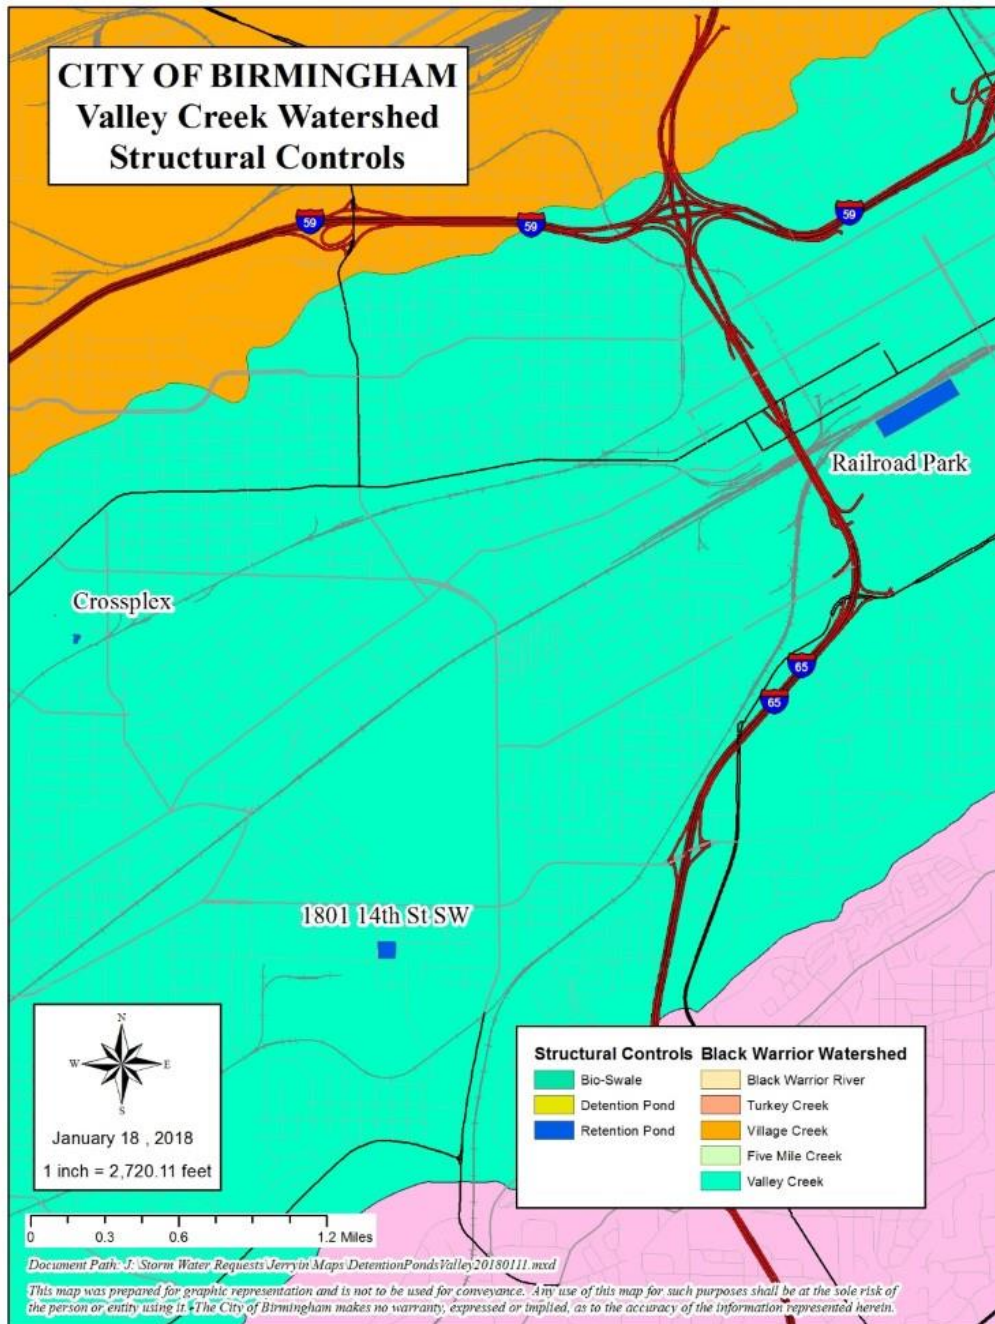 CITY OF BIRMINGHAM
Valley Creek Watershed
Structural Controls
59
59
59
Railroad Park
Crossplex
65
65
1801 14th St SW
N
W E
S
January 18 , 2018
1 inch = 2,720.11 feet
Structural Controls
Bio-Swale
Detention Pond
Retention Pond
Black Warrior Watershed
Black Warrior River
Turkey Creek
Village Creek
Five Mile Creek
Valley Creek
0 0.3 0.6 1.2 Miles
Document Path: J:\Storm Water Requests\Jerryin\Maps\DetentionPondsValley20180111.mxd
This map was prepared for graphic representation and is not to be used for conveyance. Any use of this map for such purposes shall be at the sole risk of
the person or entity using it. The City of Birmingham makes no warranty, expressed or implied, as to the accuracy of the information represented herein.